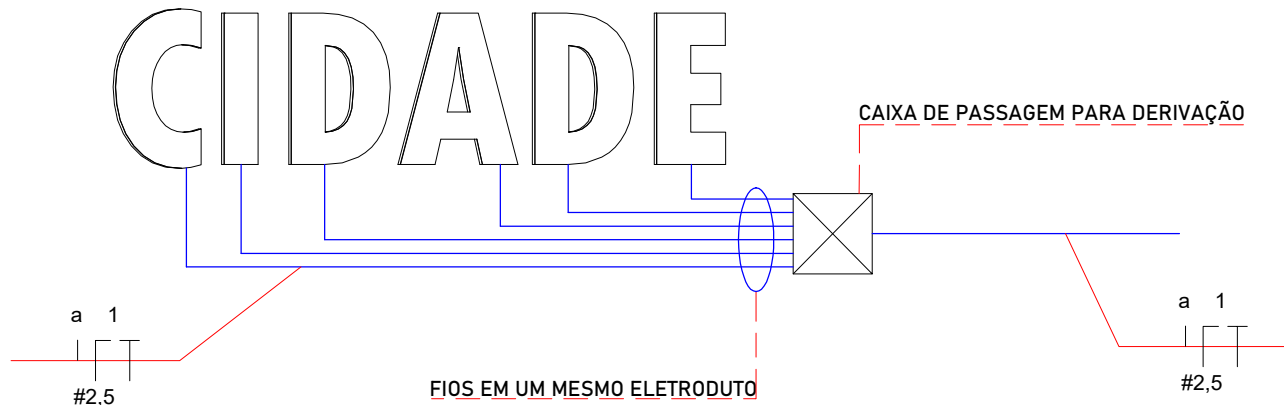 CIDADE
CAIXA DE PASSAGEM PARA DERIVAÇÃO
a 1
#2,5
a 1
#2,5
FIOS EM UM MESMO ELETRODUTO